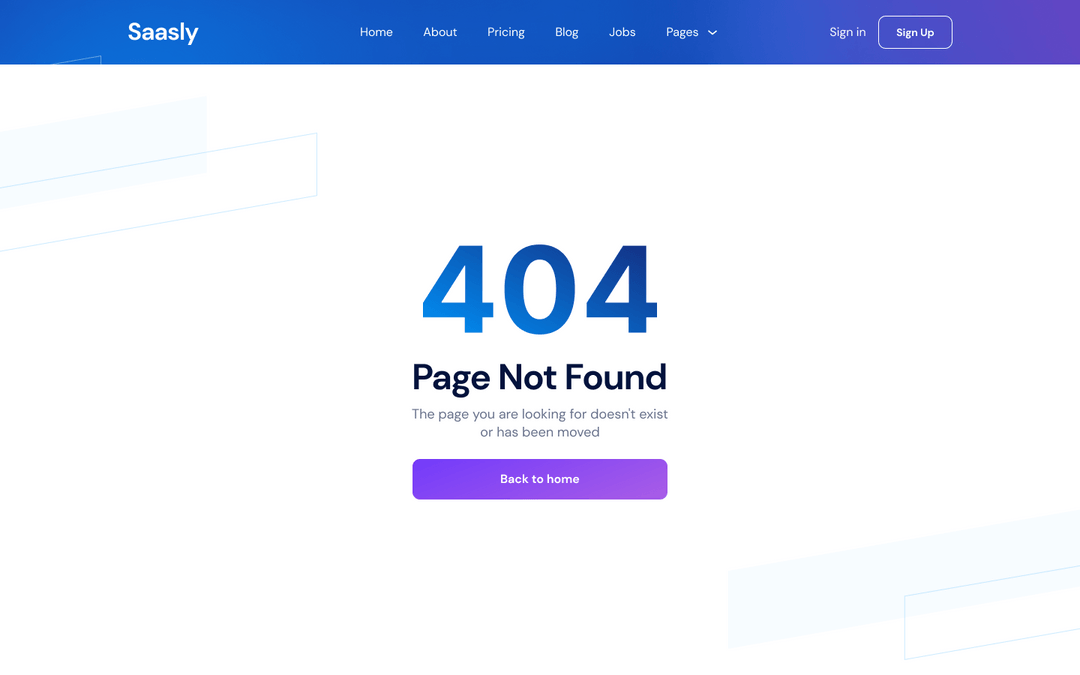 Saasly Home About Pricing Blog Jobs Pages Sign in Sign Up
404
Page Not Found
The page you are looking for doesn't exist
or has been moved
Back to home